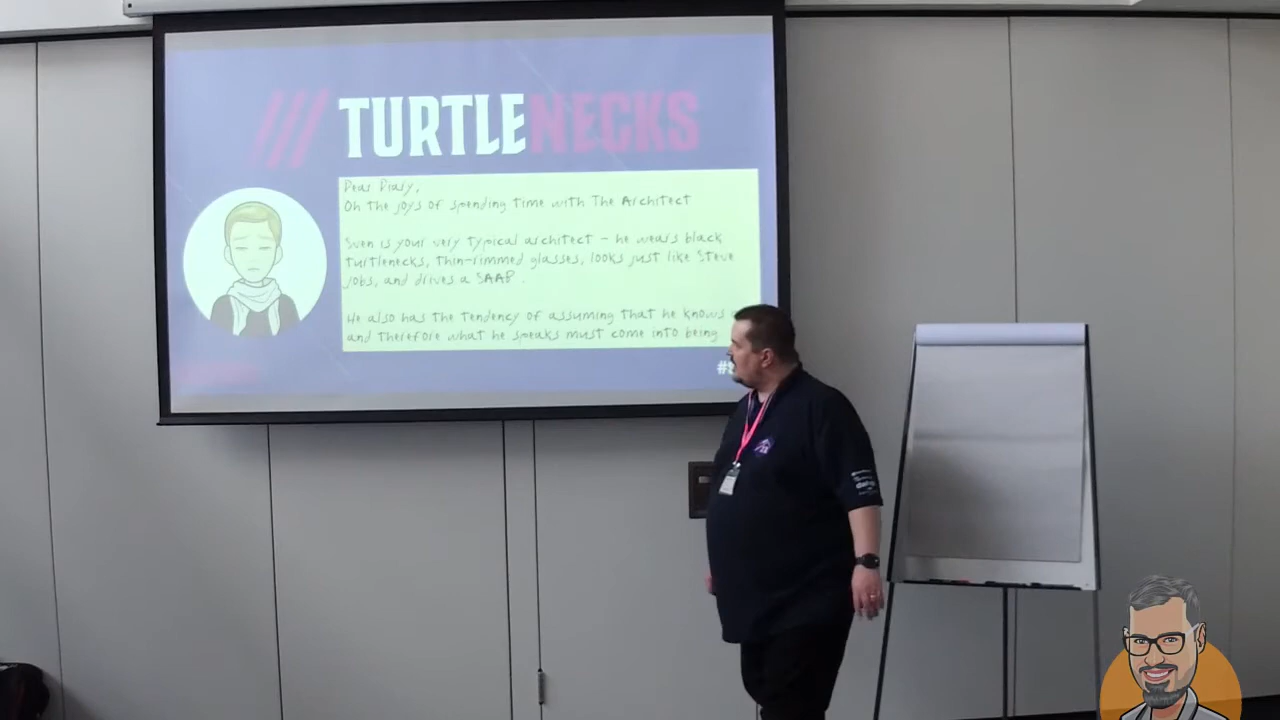 /// TURTLENECKS
Dear Diary,
Oh the joys of spending time with The Architect
Sven is your very typical architect – he wears black
turtlenecks, thin-rimmed glasses, looks just like Steve
Jobs, and drives a SAAB.
He also has the tendency of assuming that he knows
and therefore what he speaks must come into being